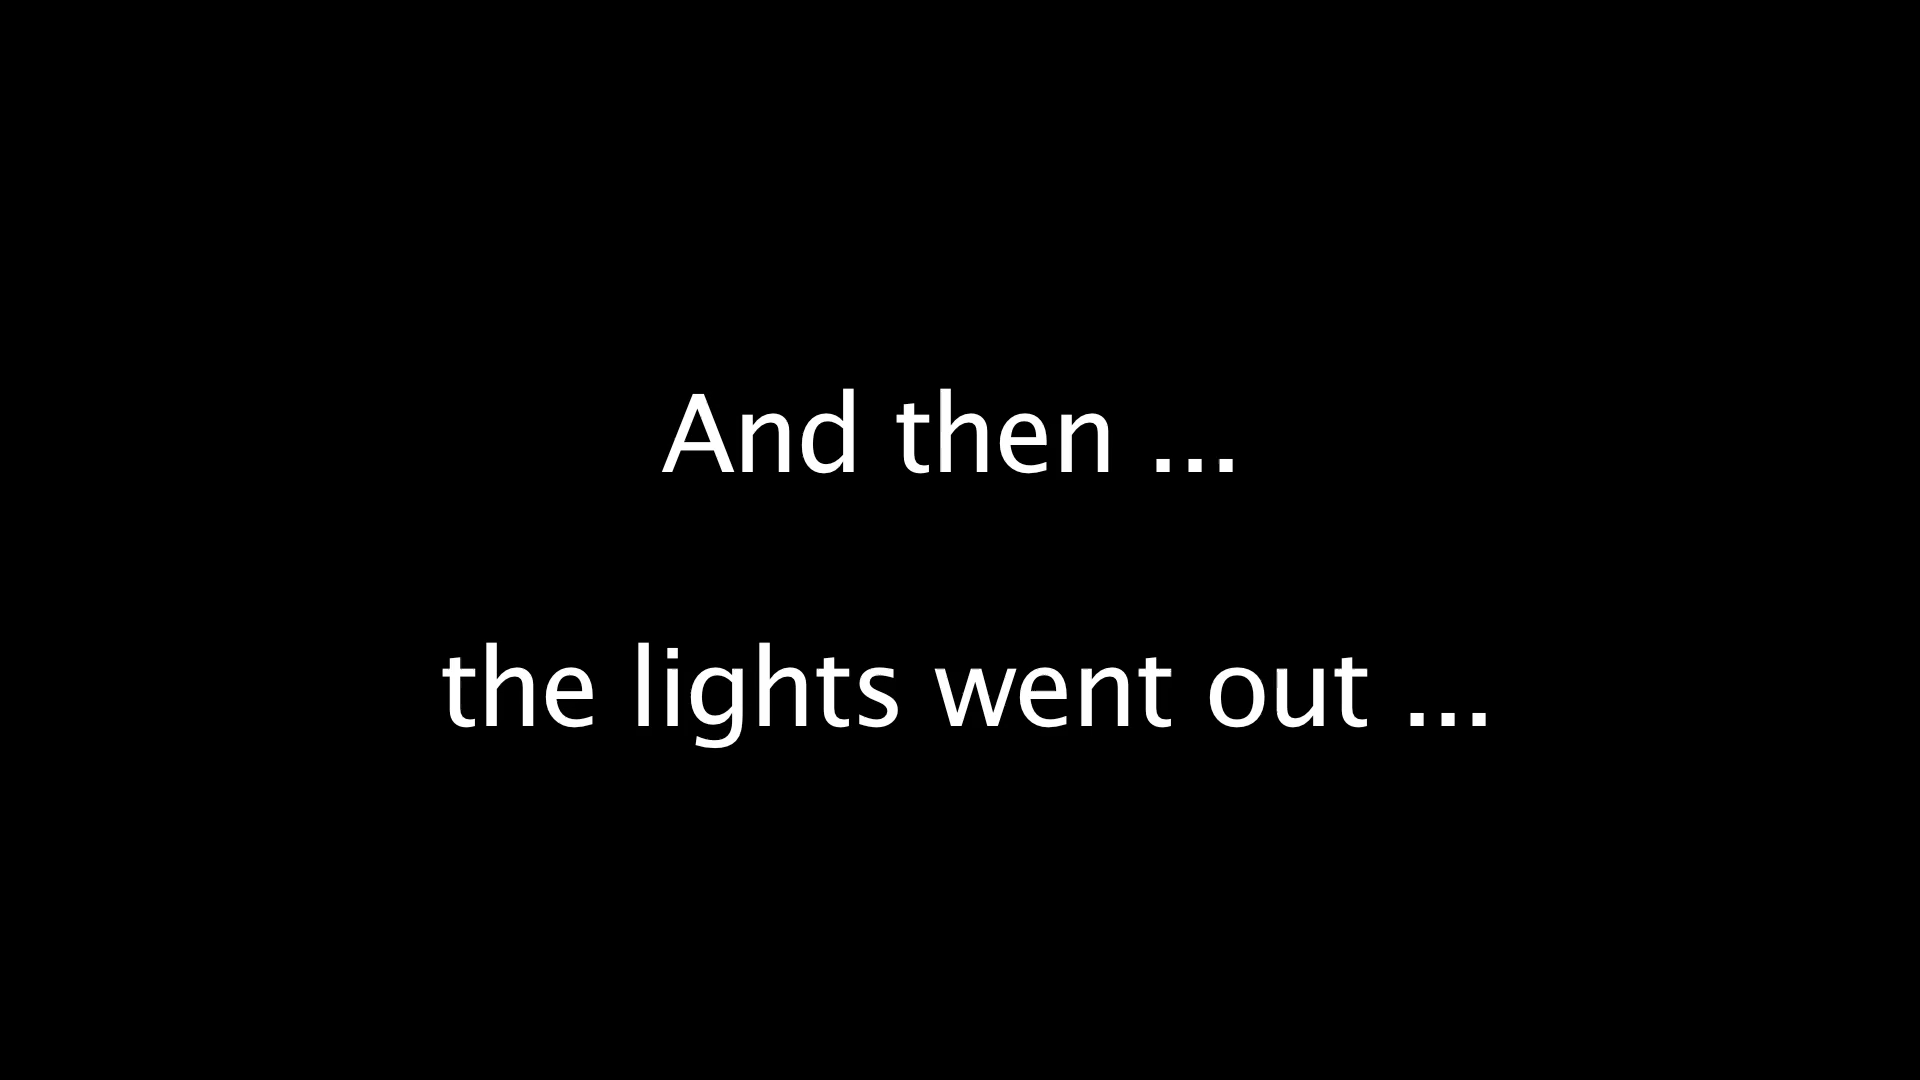 And then ...
the lights went out ...